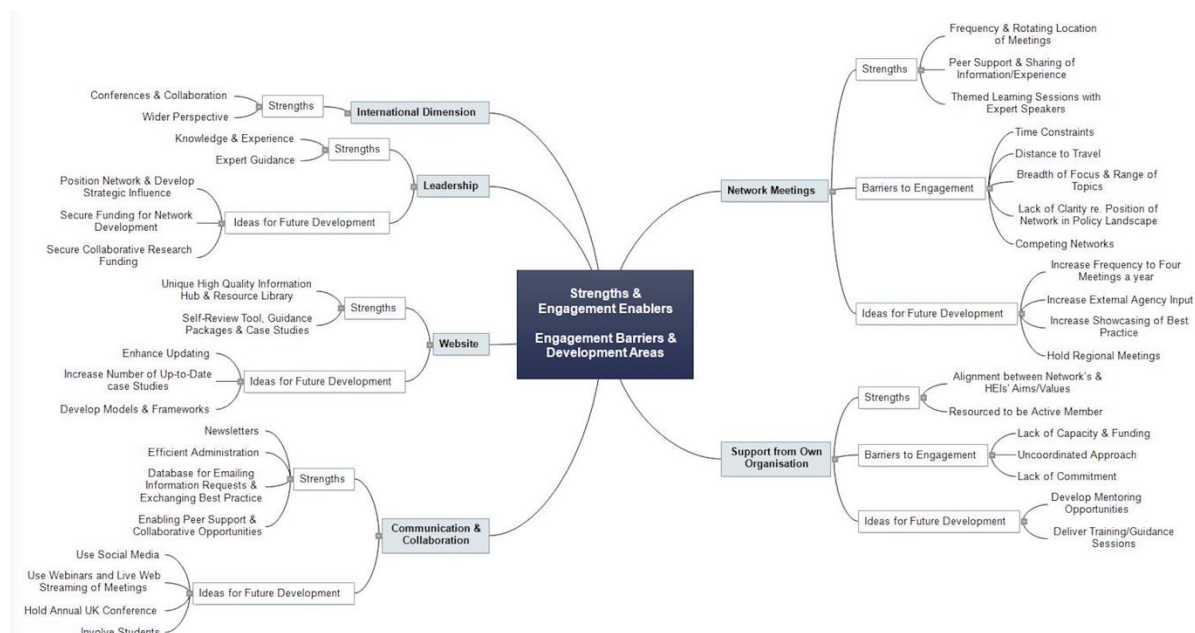 Strengths &
Engagement Enablers
Engagement Barriers &
Development Areas
International Dimension
Strengths
Conferences & Collaboration
Wider Perspective
Leadership
Strengths
Knowledge & Experience
Expert Guidance
Ideas for Future Development
Position Network & Develop
Strategic Influence
Secure Funding for Network
Development
Secure Collaborative Research
Funding
Website
Strengths
Unique High Quality Information
Hub & Resource Library
Self-Review Tool, Guidance
Packages & Case Studies
Ideas for Future Development
Enhance Updating
Increase Number of Up-to-Date
case Studies
Develop Models & Frameworks
Communication &
Collaboration
Strengths
Newsletters
Efficient Administration
Database for Emailing
Information Requests &
Exchanging Best Practice
Enabling Peer Support &
Collaborative Opportunities
Ideas for Future Development
Use Social Media
Use Webinars and Live Web
Streaming of Meetings
Hold Annual UK Conference
Involve Students
Network Meetings
Strengths
Frequency & Rotating Location
of Meetings
Peer Support & Sharing of
Information/Experience
Themed Learning Sessions with
Expert Speakers
Barriers to Engagement
Time Constraints
Distance to Travel
Breadth of Focus & Range of
Topics
Lack of Clarity re. Position of
Network in Policy Landscape
Competing Networks
Ideas for Future Development
Increase Frequency to Four
Meetings a year
Increase External Agency Input
Increase Showcasing of Best
Practice
Hold Regional Meetings
Support from Own
Organisation
Strengths
Alignment between Network's &
HEIs' Aims/Values
Resourced to be Active Member
Barriers to Engagement
Lack of Capacity & Funding
Uncoordinated Approach
Lack of Commitment
Ideas for Future Development
Develop Mentoring
Opportunities
Deliver Training/Guidance
Sessions